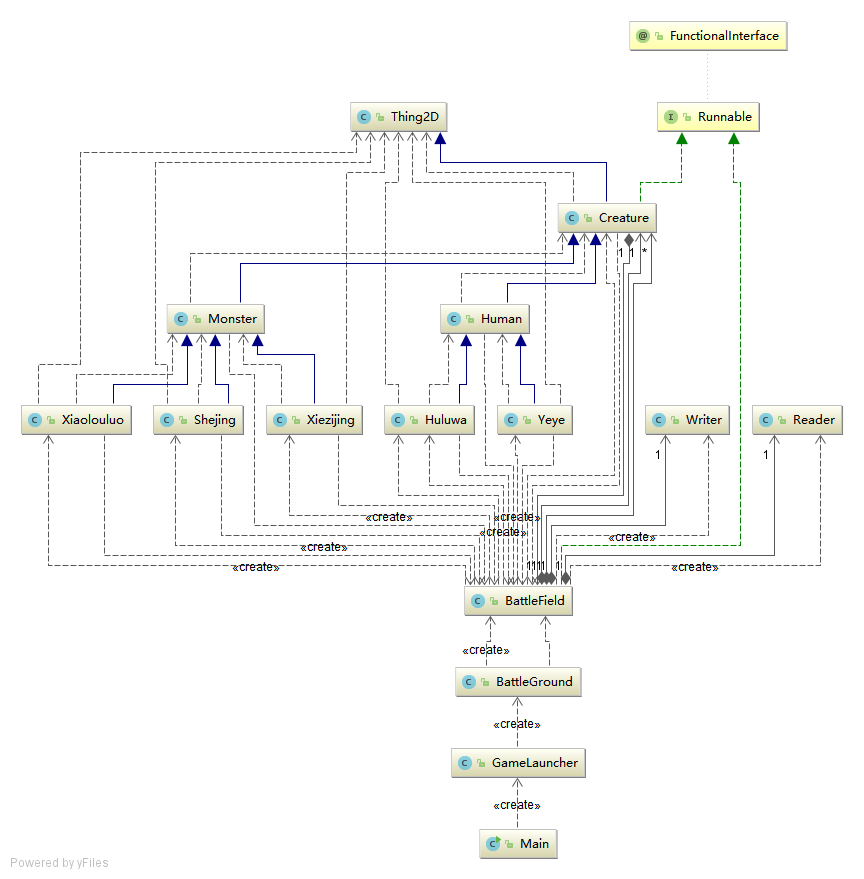 FunctionalInterface
Thing2D
Runnable
Creature
1
1
*
Monster
Human
Xiaolouluo
Shejing
Xiezijing
Huluwa
Yeye
Writer
Reader
1
1
«create»
«create»
«create»
«create»
«create»
«create»
«create»
1111
1
BattleField
«create»
BattleGround
«create»
GameLauncher
«create»
Main
Powered by yFiles